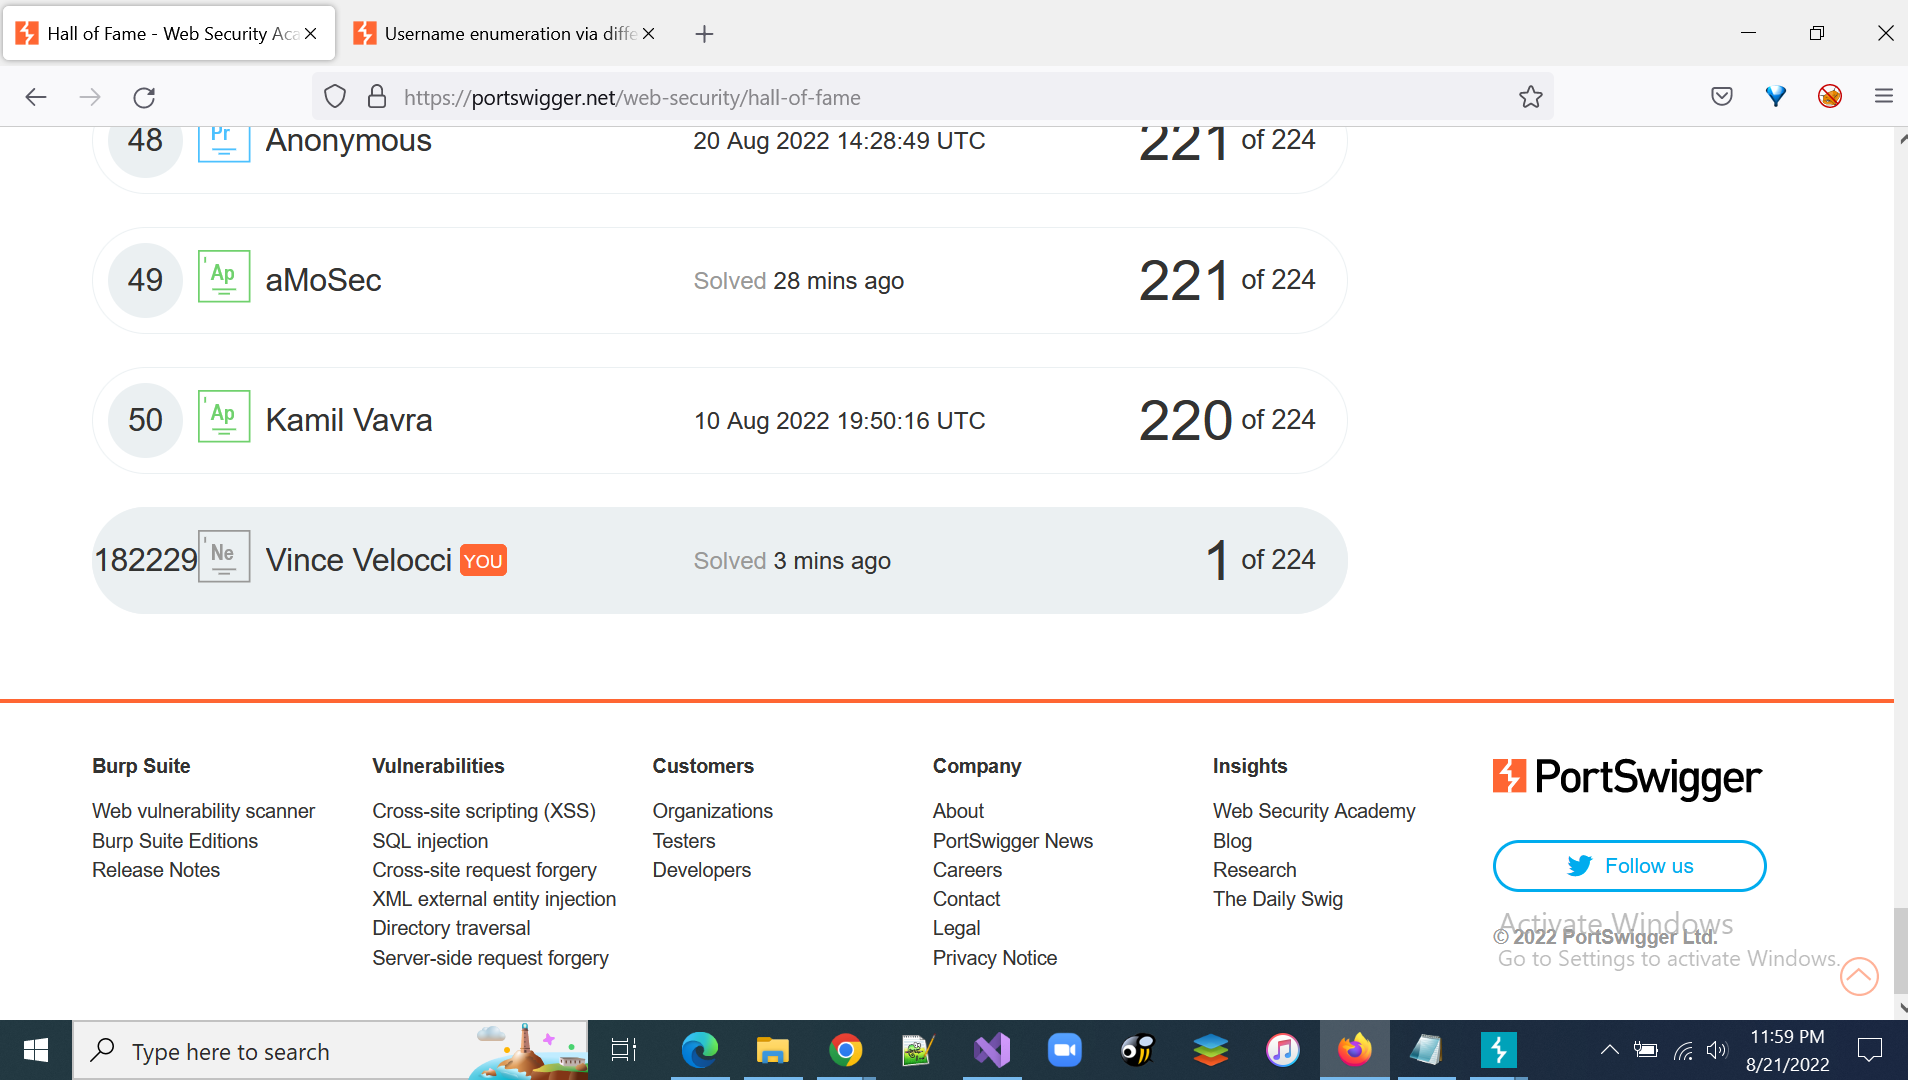 Hall of Fame - Web Security Aca
Username enumeration via diffe
https://portswigger.net/web-security/hall-of-fame
48 Pr Anonymous 20 Aug 2022 14:28:49 UTC 221 of 224
49 Ap aMoSec Solved 28 mins ago 221 of 224
50 Ap Kamil Vavra 10 Aug 2022 19:50:16 UTC 220 of 224
182229 Ne Vince Velocci YOU Solved 3 mins ago 1 of 224
Burp Suite
Web vulnerability scanner
Burp Suite Editions
Release Notes
Vulnerabilities
Cross-site scripting (XSS)
SQL injection
Cross-site request forgery
XML external entity injection
Directory traversal
Server-side request forgery
Customers
Organizations
Testers
Developers
Company
About
PortSwigger News
Careers
Contact
Legal
Privacy Notice
Insights
Web Security Academy
Blog
Research
The Daily Swig
PortSwigger
Follow us
Activate Windows
© 2022 PortSwigger Ltd.
Go to Settings to activate Windows.
Type here to search
11:59 PM
8/21/2022